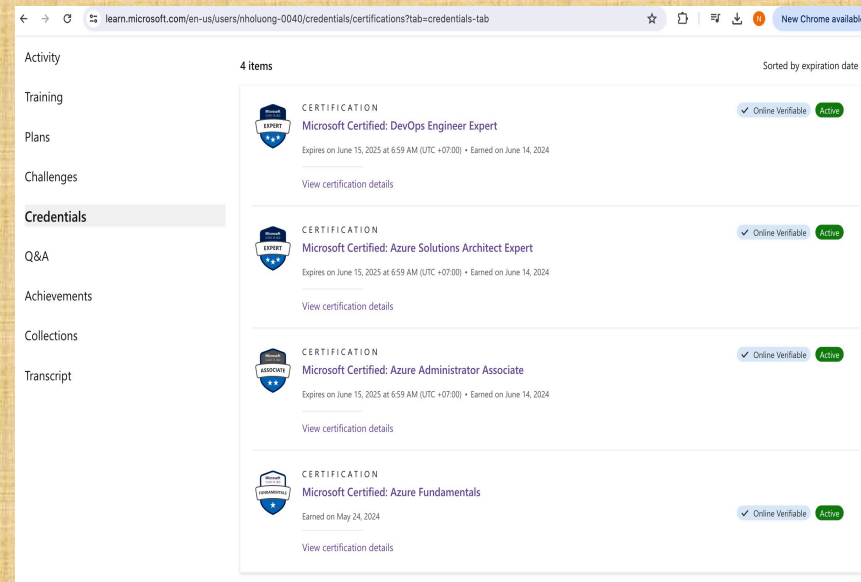 learn.microsoft.com/en-us/users/nholuong-0040/credentials/certifications?tab=credentials-tab
N
New Chrome available
Activity
Training
Plans
Challenges
Credentials
Q&A
Achievements
Collections
Transcript
4 items
Sorted by expiration date
EXPERT
CERTIFICATION
Microsoft Certified: DevOps Engineer Expert
Expires on June 15, 2025 at 6:59 AM (UTC +07:00) • Earned on June 14, 2024
View certification details
Online Verifiable
Active
EXPERT
CERTIFICATION
Microsoft Certified: Azure Solutions Architect Expert
Expires on June 15, 2025 at 6:59 AM (UTC +07:00) • Earned on June 14, 2024
View certification details
Online Verifiable
Active
ASSOCIATE
CERTIFICATION
Microsoft Certified: Azure Administrator Associate
Expires on June 15, 2025 at 6:59 AM (UTC +07:00) • Earned on June 14, 2024
View certification details
Online Verifiable
Active
Microsoft
FUNDAMENTALS
CERTIFICATION
Microsoft Certified: Azure Fundamentals
Earned on May 24, 2024
View certification details
Online Verifiable
Active